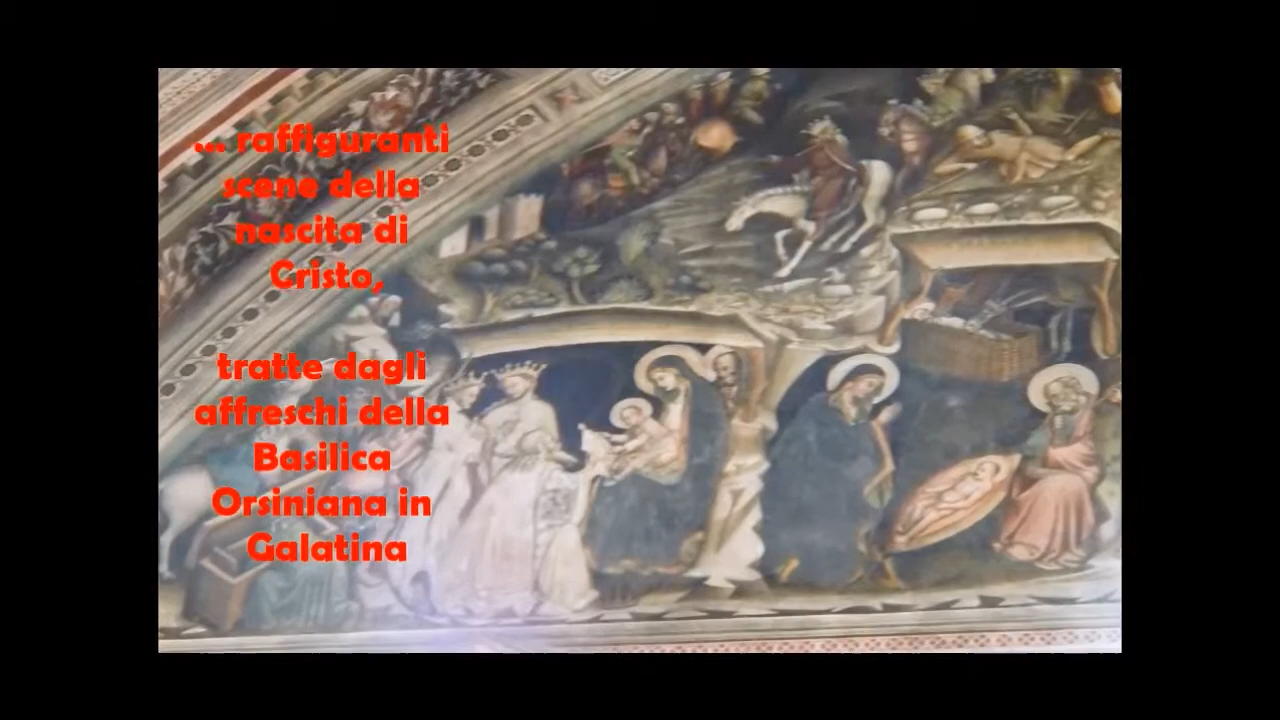 ... raffiguranti
scene della
nascita di
Cristo,
tratte dagli
affreschi della
Basilica
Orsiniana in
Galatina